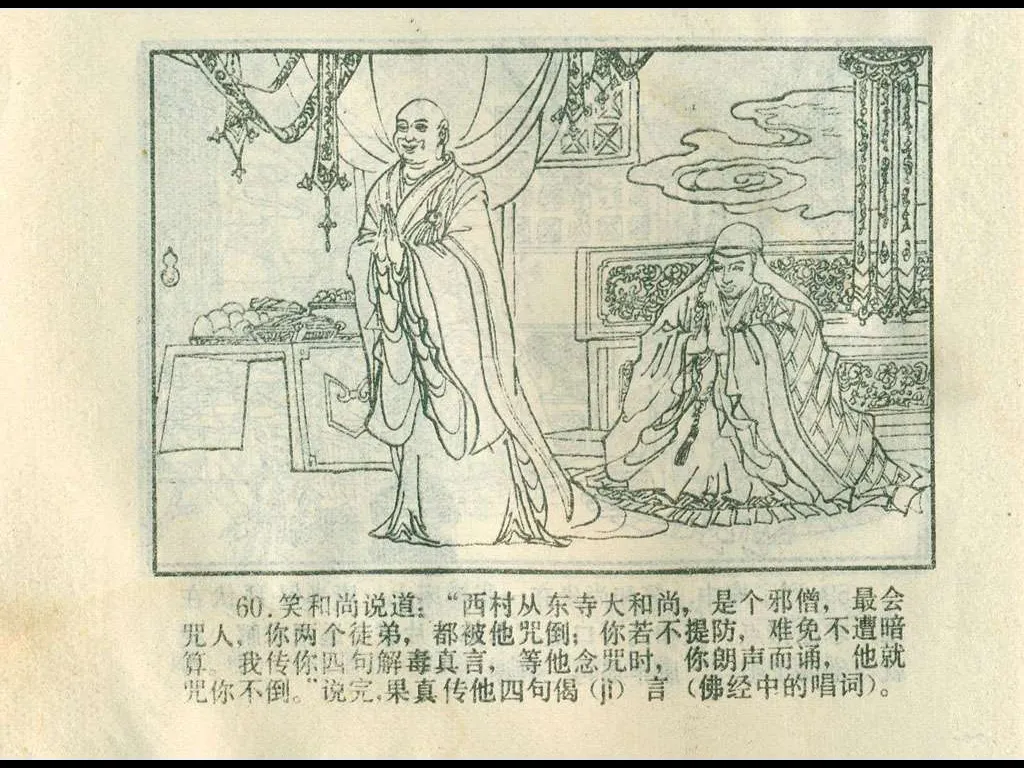 60.笑和尚说道：“西村从东寺大和尚，是个邪僧，最会
咒人，你两个徒弟，都被他咒倒；你若不提防，难免不遭暗
算。我传你四句解毒真言，等他念咒时，你朗声而诵，他就
咒你不倒。”说完，果真传他四句偈（jì）言（佛经中的唱词）。